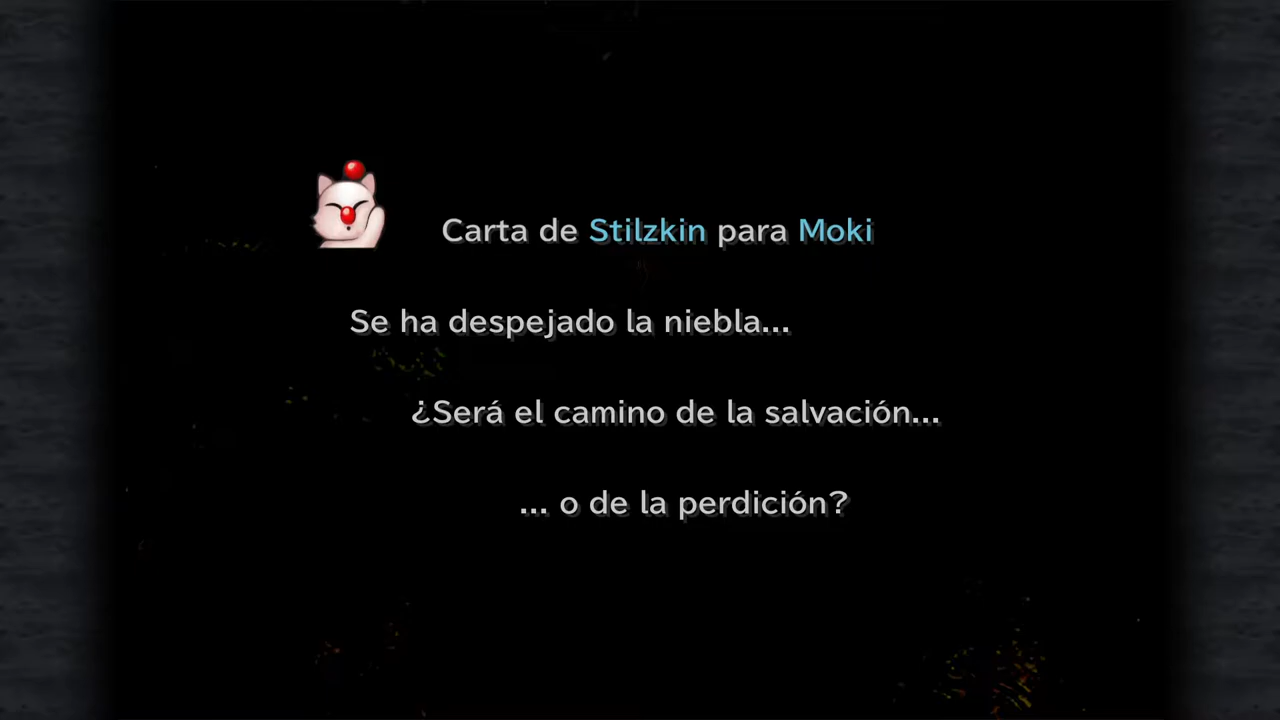 Carta de Stilzkin para Moki
Se ha despejado la niebla...
¿Será el camino de la salvación...
... o de la perdición?